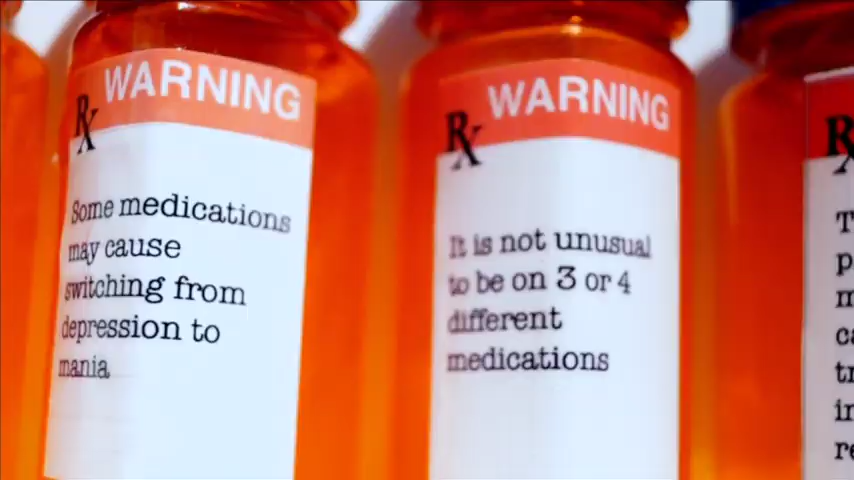 WARNING
Rx
Some medications
may cause
switching from
depression to
mania
WARNING
Rx
It is not unusual
to be on 3 or 4
different
medications
R